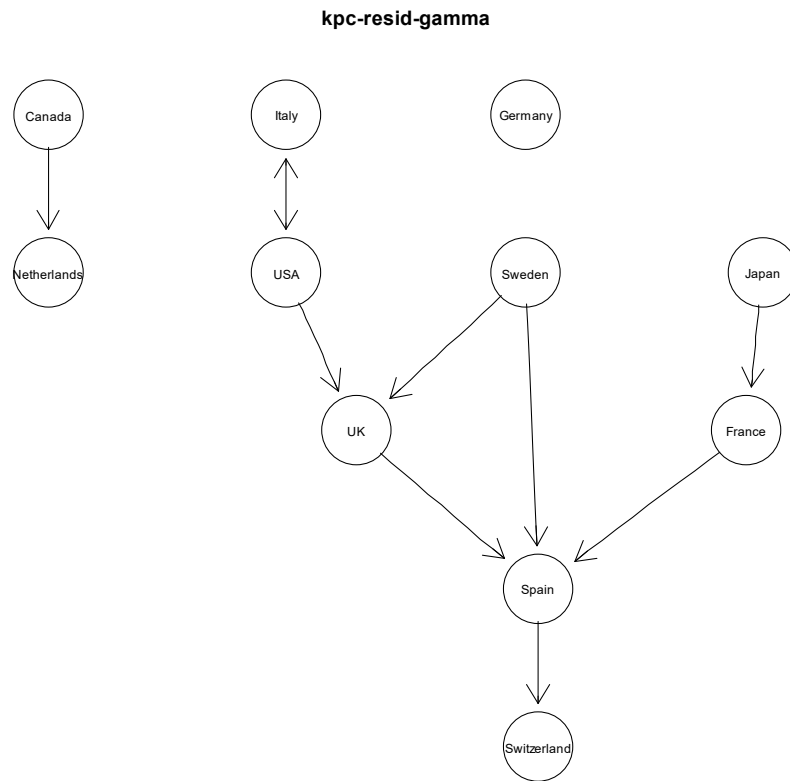 kpc-resid-gamma
Canada
Italy
Germany
Netherlands
USA
Sweden
Japan
UK
France
Spain
Switzerland